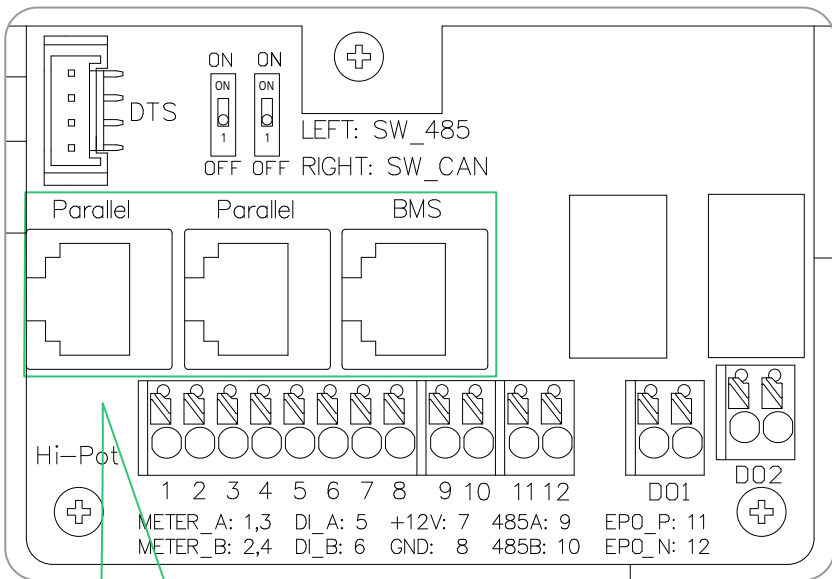 ON ON
DTS
ON ON
1 1
LEFT: SW_485
OFF OFF RIGHT: SW_CAN
Parallel Parallel BMS
Hi-Pot
1 2 3 4 5 6 7 8 9 10 11 12 DO1 DO2
METER_A: 1,3 DI_A: 5 +12V: 7 485A: 9 EPO_P: 11
METER_B: 2,4 DI_B: 6 GND: 8 485B: 10 EPO_N: 12